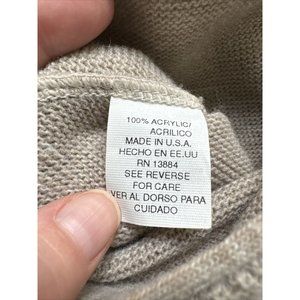 100% ACRYLIC/
ACRILICO
MADE IN U.S.A.
HECHO EN EE.UU
RN 13884
SEE REVERSE
FOR CARE
VER AL DORSO PARA
CUIDADO